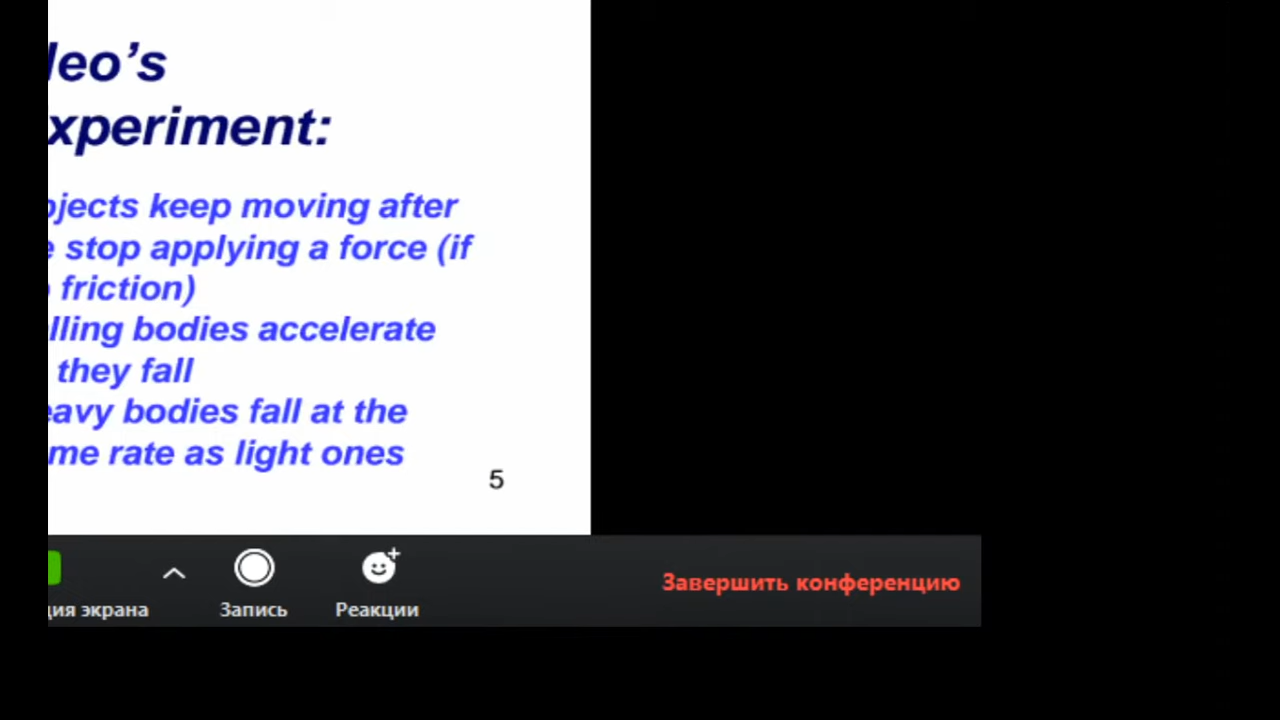 leo’s
xperiment:
bjects keep moving after
e stop applying a force (if
friction)
lling bodies accelerate
they fall
eavy bodies fall at the
me rate as light ones
5
ция экрана
Запись
Реакции
Завершить конференцию